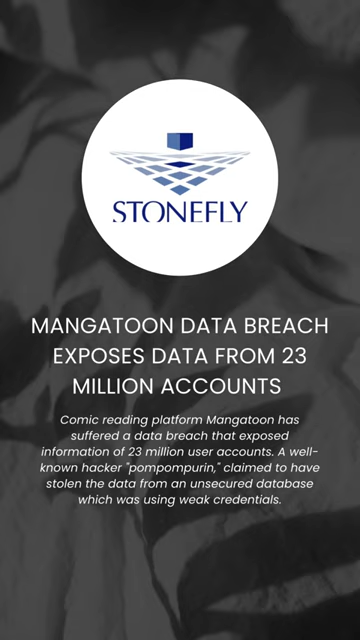 STONEFLY
MANGATOON DATA BREACH
EXPOSES DATA FROM 23
MILLION ACCOUNTS
Comic reading platform Mangatoon has
suffered a data breach that exposed
information of 23 million user accounts. A well-
known hacker "pompompurin," claimed to have
stolen the data from an unsecured database
which was using weak credentials.